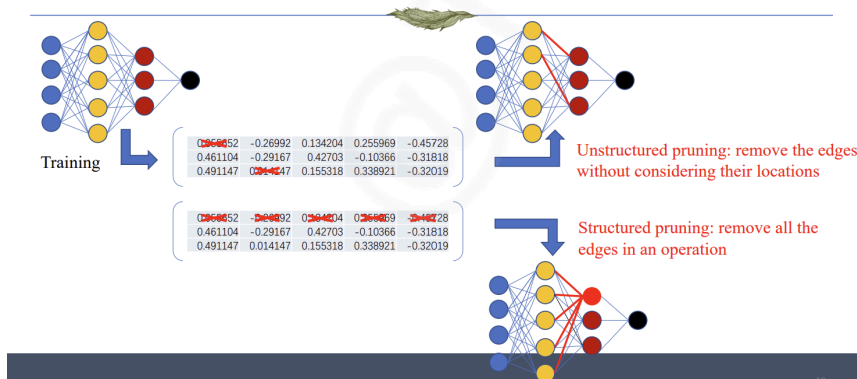 Training
-0.26992 0.134204 0.255969 -0.45728
0.461104 -0.29167 0.42703 -0.10366 -0.31818
0.491147 0.155318 0.338921 -0.32019
Unstructured pruning: remove the edges
without considering their locations
0.461104 -0.29167 0.42703 -0.10366 -0.31818
0.491147 0.014147 0.155318 0.338921 -0.32019
Structured pruning: remove all the
edges in an operation